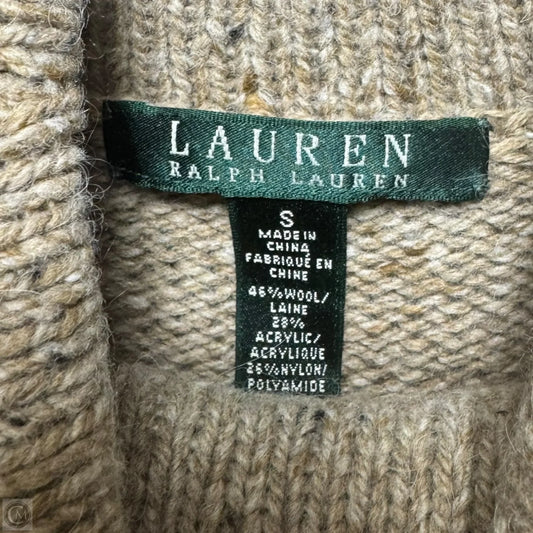 LAUREN
RALPH LAUREN
S
MADE IN
CHINA
FABRIQUÉ EN
CHINE
46%WOOL/
LAINE
28%
ACRYLIC/
ACRYLIQUE
26%NYLON/
POLYAMIDE